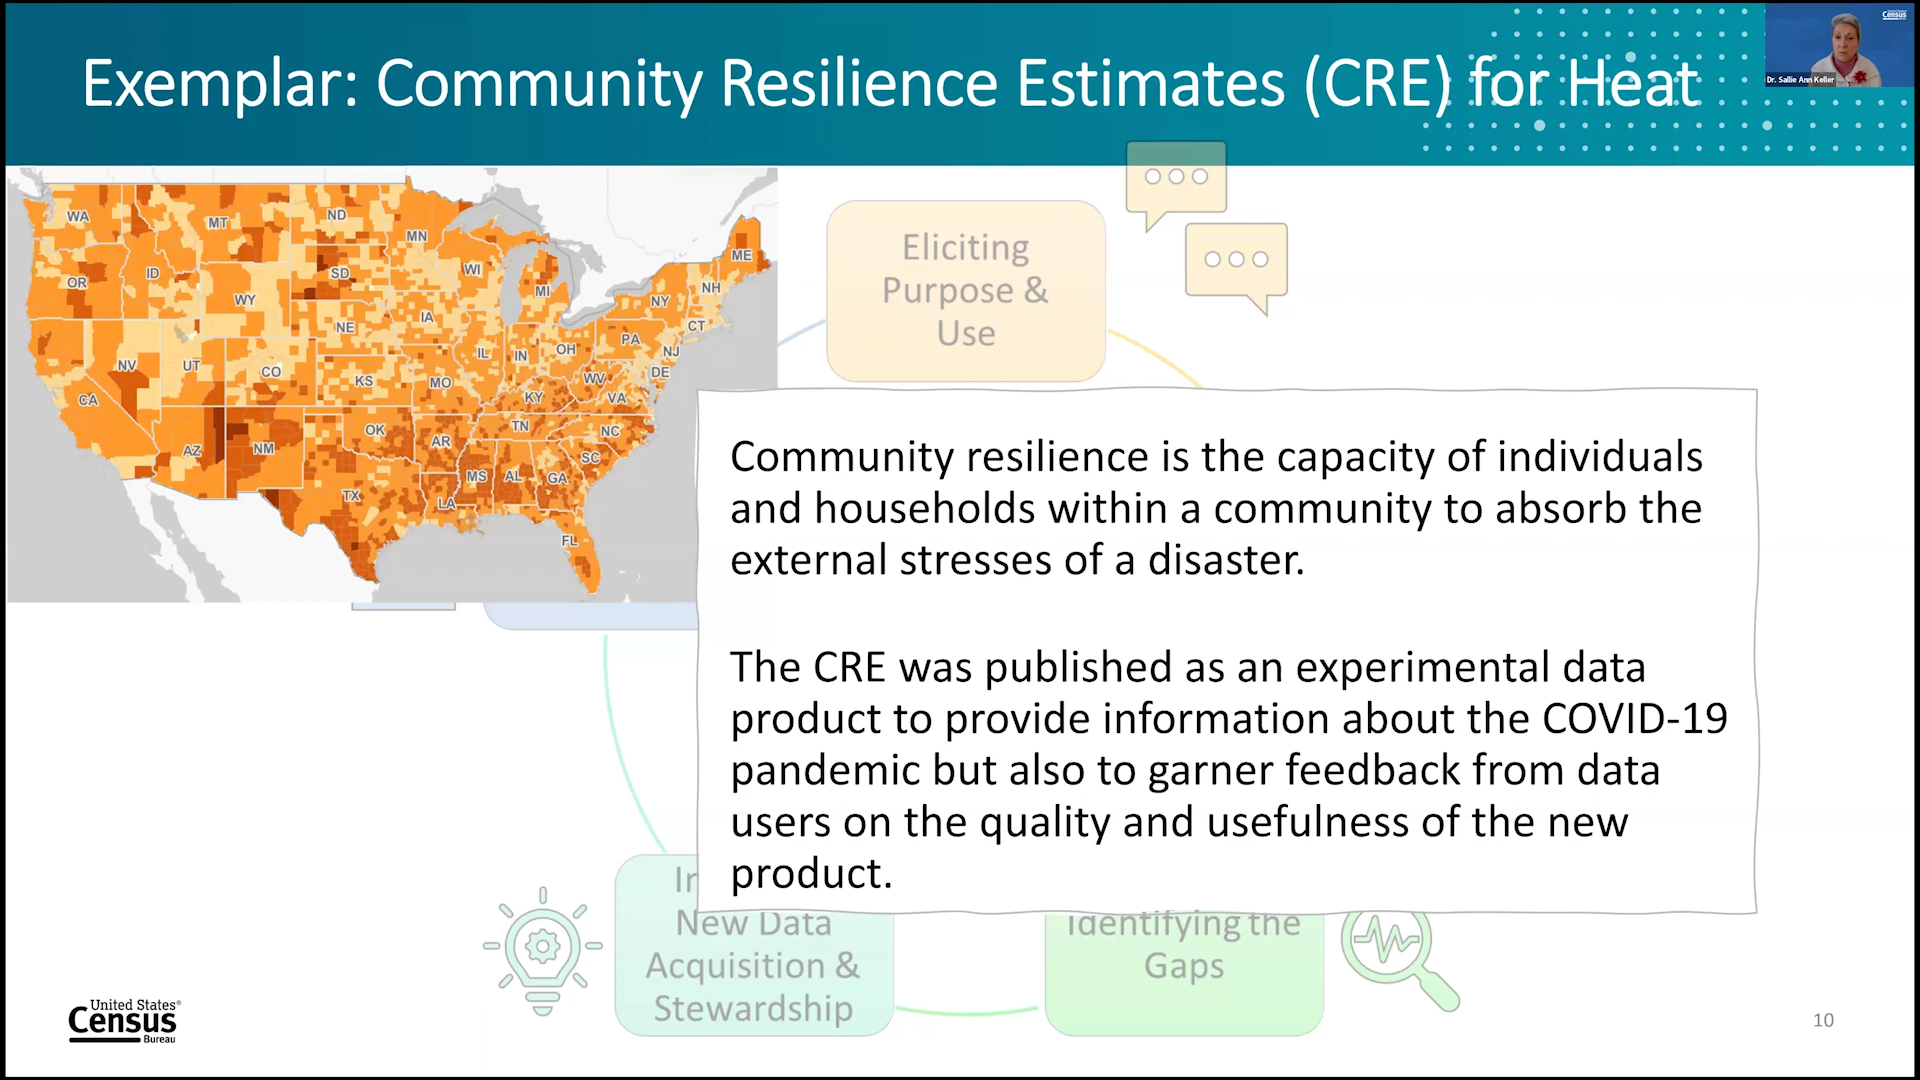 Exemplar: Community Resilience Estimates (CRE) for Heat
Census
Dr. Sallie Ann Keller
WA
MT
ND
MN
ME
OR
ID
SD
WI
MI
NY
NH
WY
NE
IA
CT
NV
UT
CO
IL
IN
OH
PA
NJ
DE
CA
KS
MO
KY
WV
VA
AZ
NM
OK
AR
TN
NC
TX
LA
MS
AL
GA
SC
FL
Eliciting
Purpose &
Use
Community resilience is the capacity of individuals
and households within a community to absorb the
external stresses of a disaster.
The CRE was published as an experimental data
product to provide information about the COVID-19
pandemic but also to garner feedback from data
users on the quality and usefulness of the new
product.
New Data
Acquisition &
Stewardship
Identifying the
Gaps
United States®
Census
Bureau
10